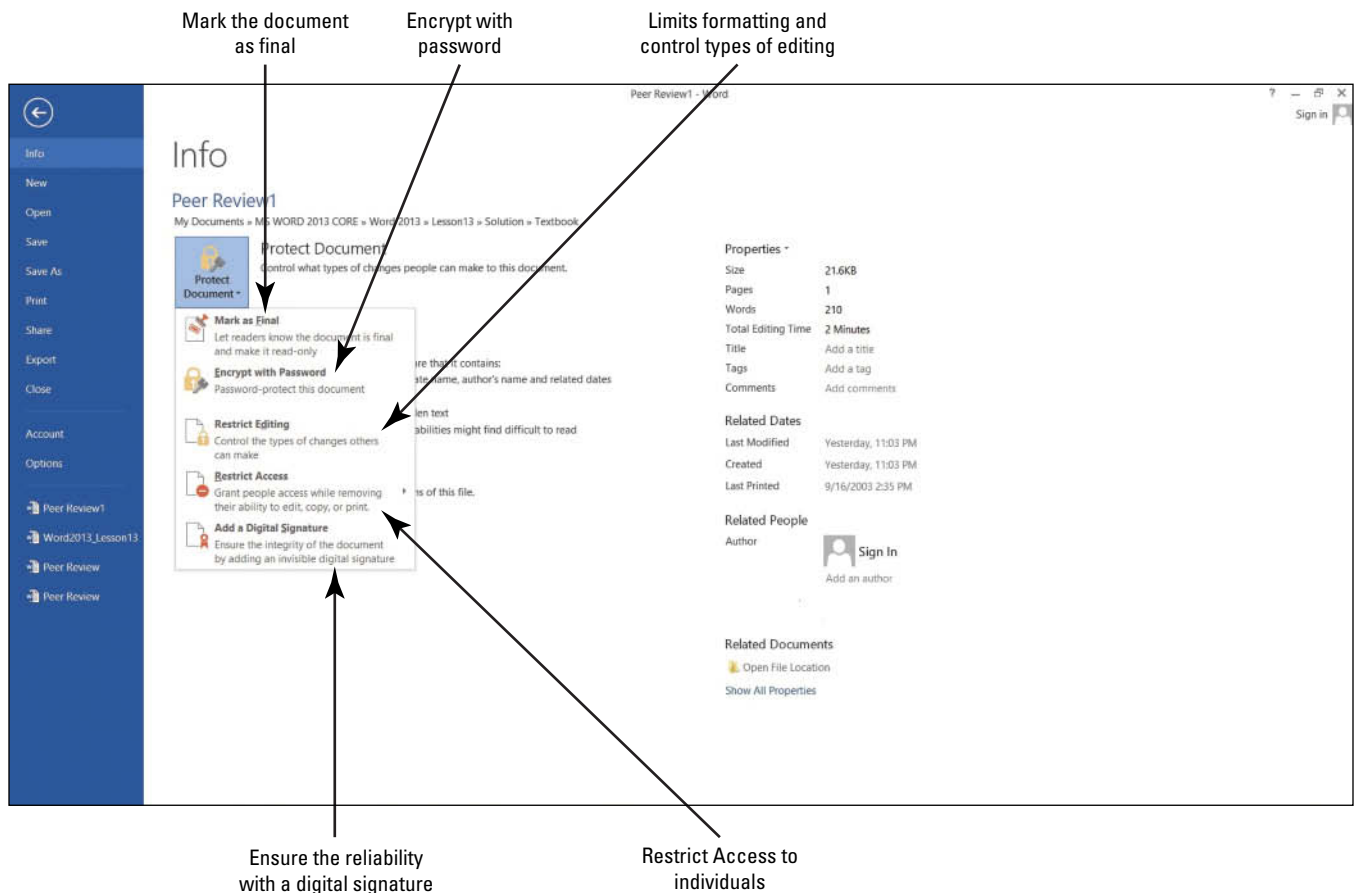 Mark the document
as final
Encrypt with
password
Limits formatting and
control types of editing
Peer Review1 - Word
?
Sign in
Info
New
Open
Save
Save As
Print
Share
Export
Close
Account
Options
Peer Review1
Word2013_Lesson13
Peer Review
Peer Review
Info
Peer Review1
My Documents » MS WORD 2013 CORE » Word 2013 » Lesson13 » Solution » Textbook
Protect
Document
Protect Document
Control what types of changes people can make to this document.
Mark as Final
Let readers know the document is final
and make it read-only
Encrypt with Password
Password-protect this document
Restrict Editing
Control the types of changes others
can make
Restrict Access
Grant people access while removing
their ability to edit, copy, or print.
Add a Digital Signature
Ensure the integrity of the document
by adding an invisible digital signature
that it contains:
name, author's name and related dates
text
might find difficult to read
of this file.
Properties
Size 21.6KB
Pages 1
Words 210
Total Editing Time 2 Minutes
Title Add a title
Tags Add a tag
Comments Add comments
Related Dates
Last Modified Yesterday, 11:03 PM
Created Yesterday, 11:03 PM
Last Printed 9/16/2003 2:35 PM
Related People
Author Sign In
Add an author
Related Documents
Open File Location
Show All Properties
Ensure the reliability
with a digital signature
Restrict Access to
individuals